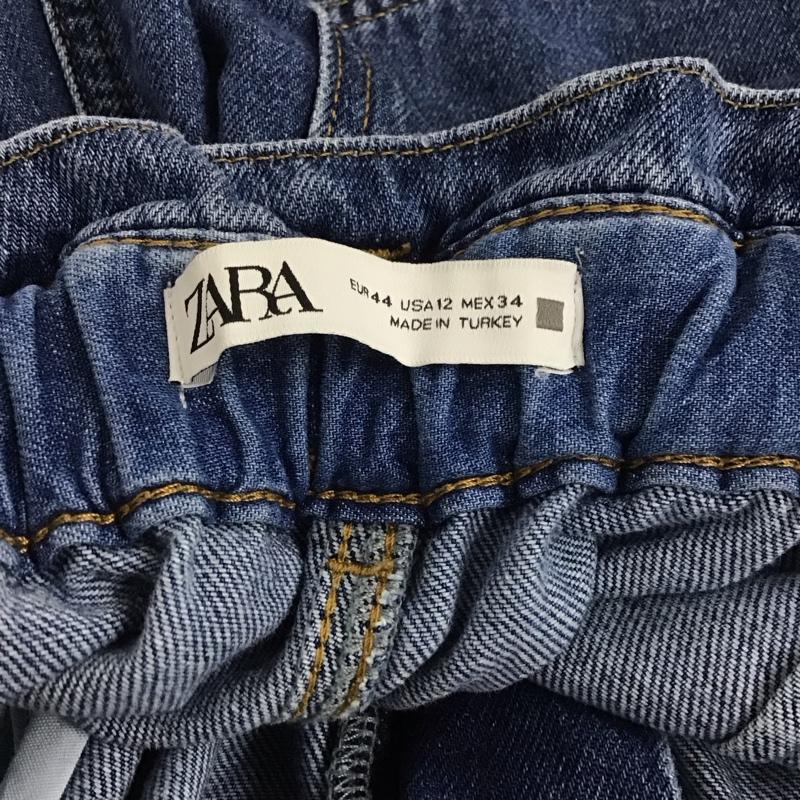 ZARA
EUR 44 USA 12 MEX 34
MADE IN TURKEY